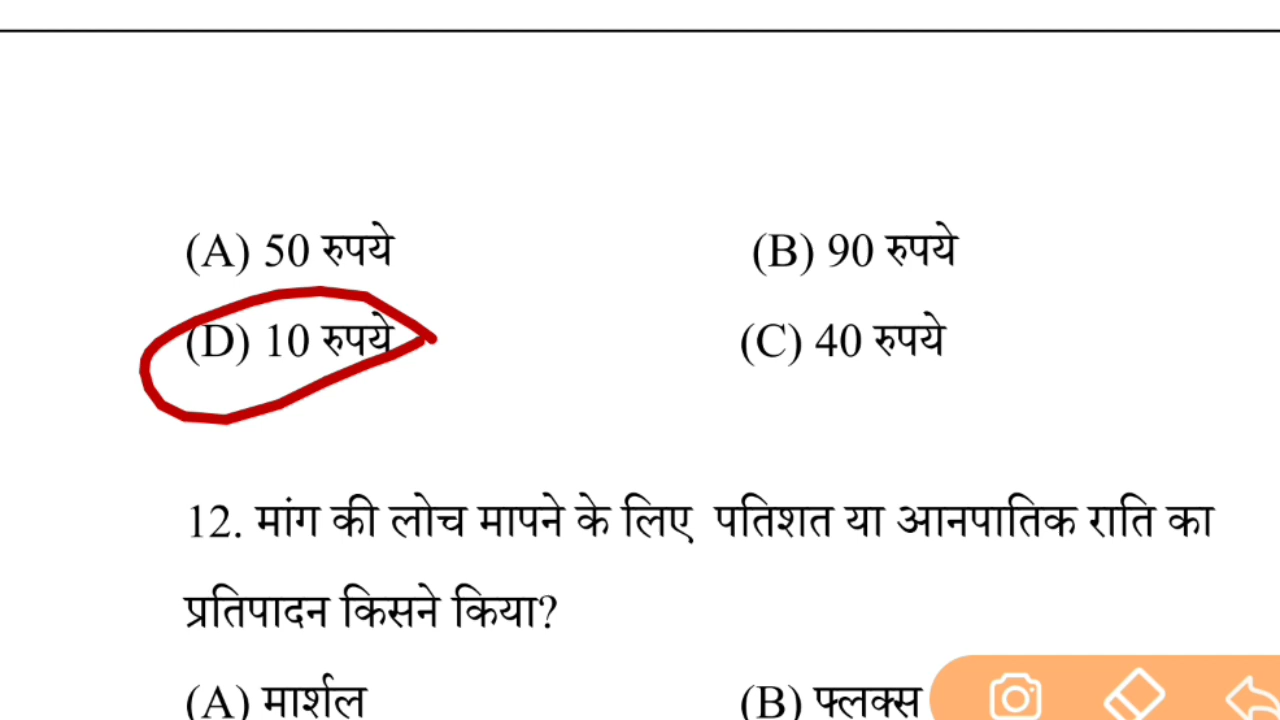 (A) 50 रुपये (B) 90 रुपये
(D) 10 रुपये (C) 40 रुपये
12. मांग की लोच मापने के लिए पतिशत या आनपातिक राति का
प्रतिपादन किसने किया?
(A) मार्शल (B) फ्लक्स